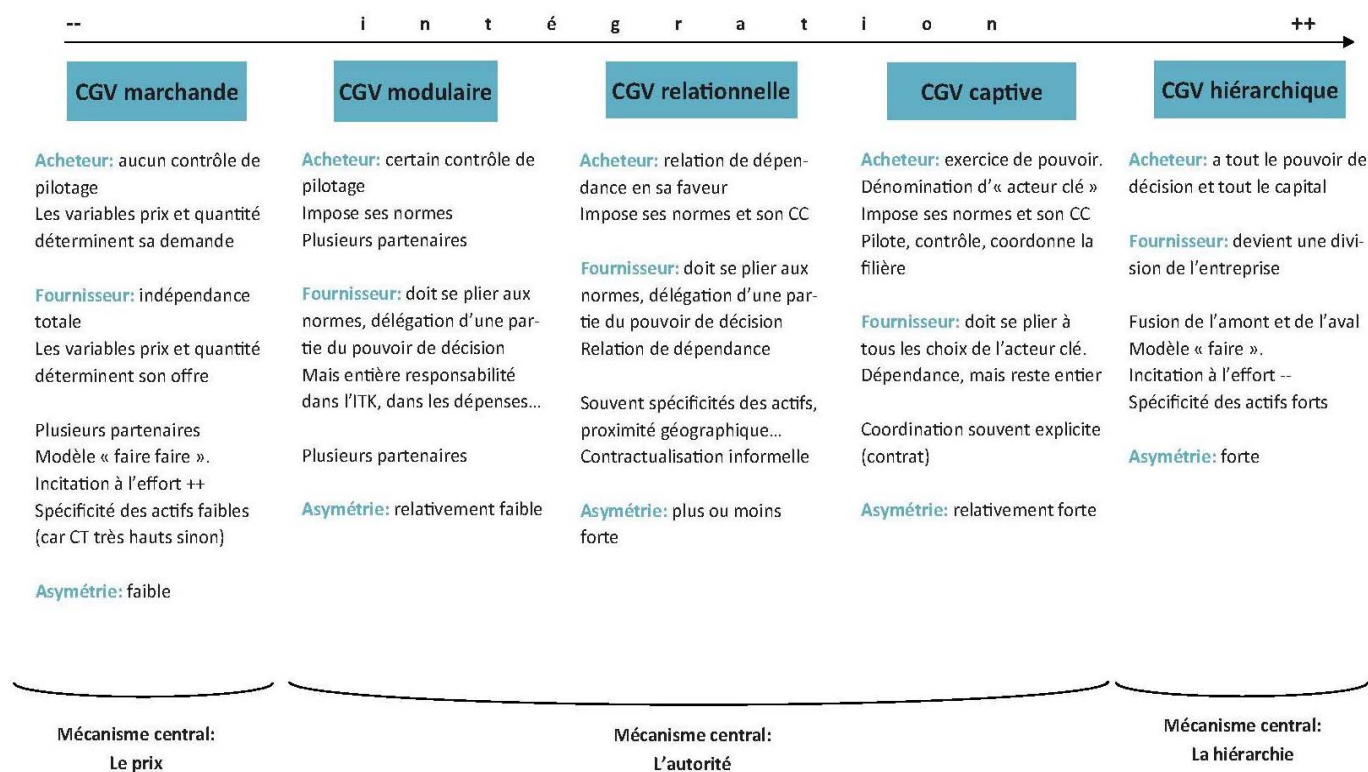 -- i n t é g r a t i o n ++
CGV marchande
Acheteur: aucun contrôle de
pilotage
Les variables prix et quantité
déterminent sa demande
Fournisseur: indépendance
totale
Les variables prix et quantité
déterminent son offre
Plusieurs partenaires
Modèle « faire faire ».
Incitation à l'effort ++
Spécificité des actifs faibles
(car CT très hauts sinon)
Asymétrie: faible
CGV modulaire
Acheteur: certain contrôle de
pilotage
Impose ses normes
Plusieurs partenaires
Fournisseur: doit se plier aux
normes, délégation d'une par-
tie du pouvoir de décision
Mais entière responsabilité
dans l'ITK, dans les dépenses…
Plusieurs partenaires
Asymétrie: relativement faible
CGV relationnelle
Acheteur: relation de dépen-
dance en sa faveur
Impose ses normes et son CC
Fournisseur: doit se plier aux
normes, délégation d'une par-
tie du pouvoir de décision
Relation de dépendance
Souvent spécificités des actifs,
proximité géographique…
Contractualisation informelle
Asymétrie: plus ou moins
forte
CGV captive
Acheteur: exercice de pouvoir.
Dénomination d'« acteur clé »
Impose ses normes et son CC
Pilote, contrôle, coordonne la
filière
Fournisseur: doit se plier à
tous les choix de l'acteur clé.
Dépendance, mais reste entier
Coordination souvent explicite
(contrat)
Asymétrie: relativement forte
CGV hiérarchique
Acheteur: a tout le pouvoir de
décision et tout le capital
Fournisseur: devient une divi-
sion de l'entreprise
Fusion de l'amont et de l'aval
Modèle « faire ».
Incitation à l'effort --
Spécificité des actifs forts
Asymétrie: forte
Mécanisme central:
Le prix
Mécanisme central:
L'autorité
Mécanisme central:
La hiérarchie